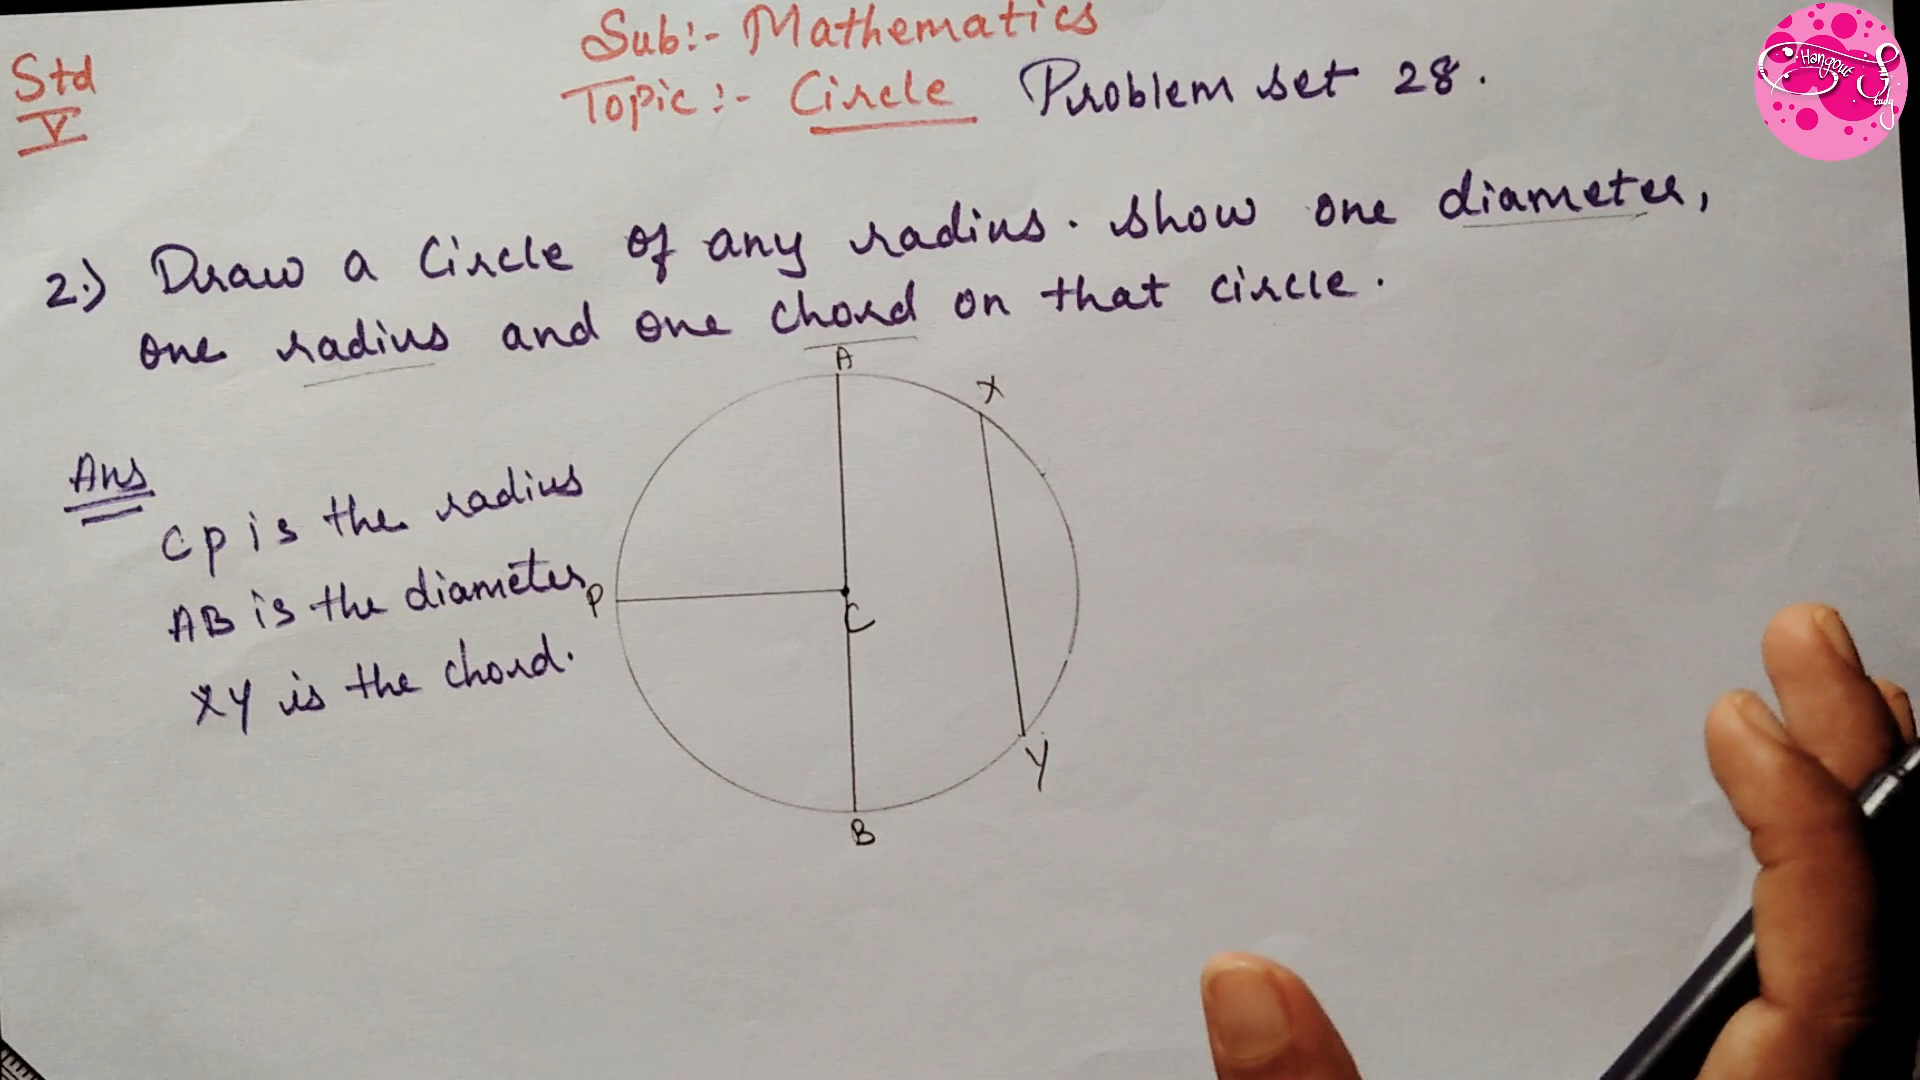 Sub:- Mathematics
Std
V
Topic :- Circle Problem set 28.
2.) Draw a Circle of any radius. Show one diameter,
one radius and one chord on that circle.
Ans
CP is the radius
AB is the diameter
XY is the chord.
A
X
P
C
Y
B
Hangout
Study